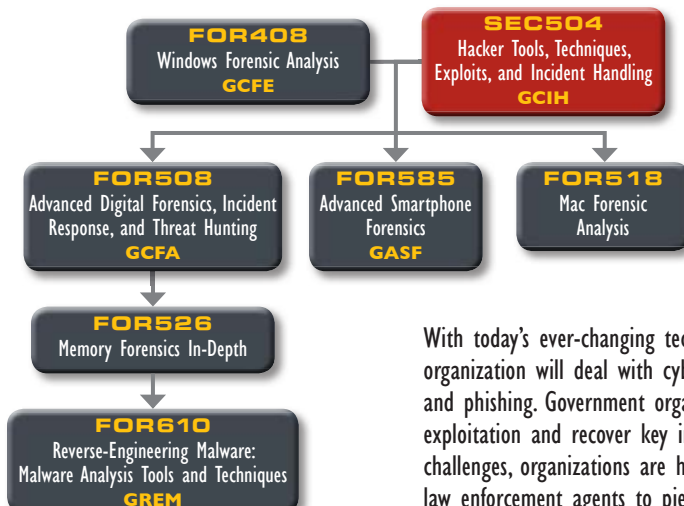 FOR408
Windows Forensic Analysis
GCFE
SEC504
Hacker Tools, Techniques,
Exploits, and Incident Handling
GCIH
FOR508
Advanced Digital Forensics, Incident
Response, and Threat Hunting
GCFA
FOR585
Advanced Smartphone
Forensics
GASF
FOR518
Mac Forensic
Analysis
FOR526
Memory Forensics In-Depth
FOR610
Reverse-Engineering Malware:
Malware Analysis Tools and Techniques
GREM
With today's ever-changing
organization will deal with
and phishing. Government
exploitation and recover key
challenges, organizations are
law enforcement agents to